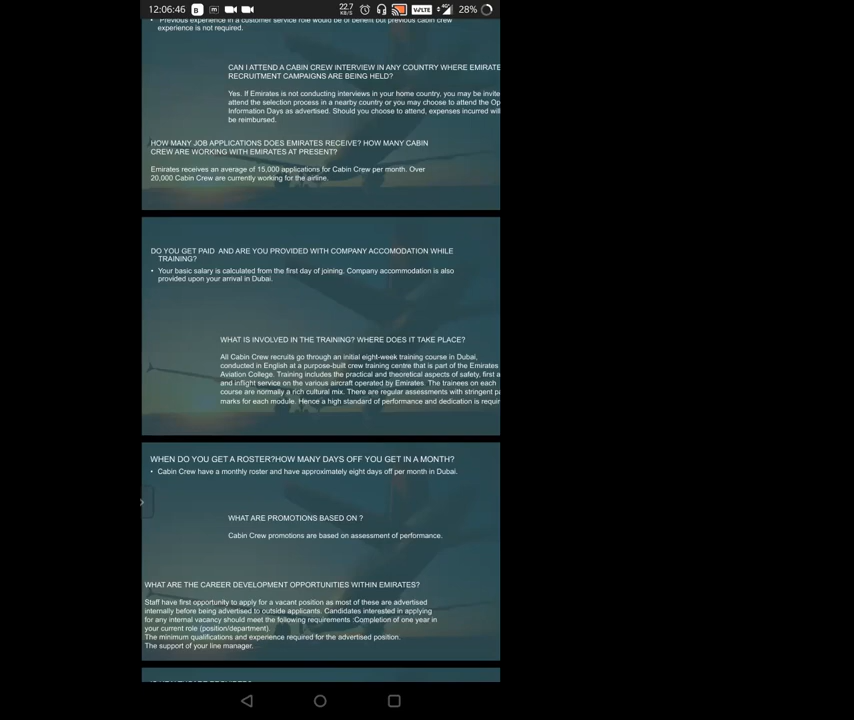 12:06:46
22.7
KB/S
VoLTE
4G
28%
Previous experience in a customer service role would be of benefit but previous cabin crew
experience is not required.
CAN I ATTEND A CABIN CREW INTERVIEW IN ANY COUNTRY WHERE EMIRATE
RECRUITMENT CAMPAIGNS ARE BEING HELD?
Yes. If Emirates is not conducting interviews in your home country, you may be invite
attend the selection process in a nearby country or you may choose to attend the Op
Information Days as advertised. Should you choose to attend, expenses incurred will
be reimbursed.
HOW MANY JOB APPLICATIONS DOES EMIRATES RECEIVE? HOW MANY CABIN
CREW ARE WORKING WITH EMIRATES AT PRESENT?
Emirates receives an average of 15,000 applications for Cabin Crew per month. Over
20,000 Cabin Crew are currently working for the airline.
DO YOU GET PAID AND ARE YOU PROVIDED WITH COMPANY ACCOMODATION WHILE
TRAINING?
• Your basic salary is calculated from the first day of joining. Company accommodation is also
provided upon your arrival in Dubai.
WHAT IS INVOLVED IN THE TRAINING? WHERE DOES IT TAKE PLACE?
All Cabin Crew recruits go through an initial eight-week training course in Dubai,
conducted in English at a purpose-built crew training centre that is part of the Emirates
Aviation College. Training includes the practical and theoretical aspects of safety, first a
and inflight service on the various aircraft operated by Emirates. The trainees on each
course are normally a rich cultural mix. There are regular assessments with stringent pa
marks for each module. Hence a high standard of performance and dedication is requir
WHEN DO YOU GET A ROSTER?HOW MANY DAYS OFF YOU GET IN A MONTH?
• Cabin Crew have a monthly roster and have approximately eight days off per month in Dubai.
WHAT ARE PROMOTIONS BASED ON ?
Cabin Crew promotions are based on assessment of performance.
WHAT ARE THE CAREER DEVELOPMENT OPPORTUNITIES WITHIN EMIRATES?
Staff have first opportunity to apply for a vacant position as most of these are advertised
internally before being advertised to outside applicants. Candidates interested in applying
for any internal vacancy should meet the following requirements :Completion of one year in
your current role (position/department).
The minimum qualifications and experience required for the advertised position.
The support of your line manager.